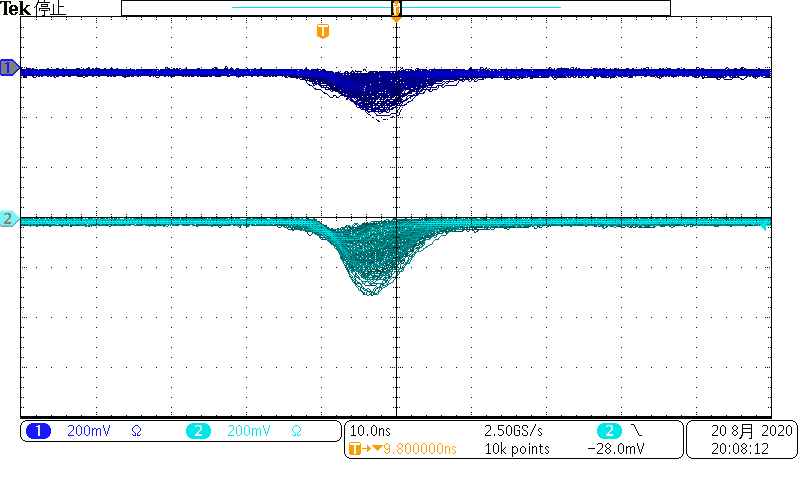 Tek 停止
T
1
2
1 200mV Ω 2 200mV Ω 10.0ns 2.50GS/s 2 20 8月 2020
T→▼9.800000ns 10k points −28.0mV 20:08:12